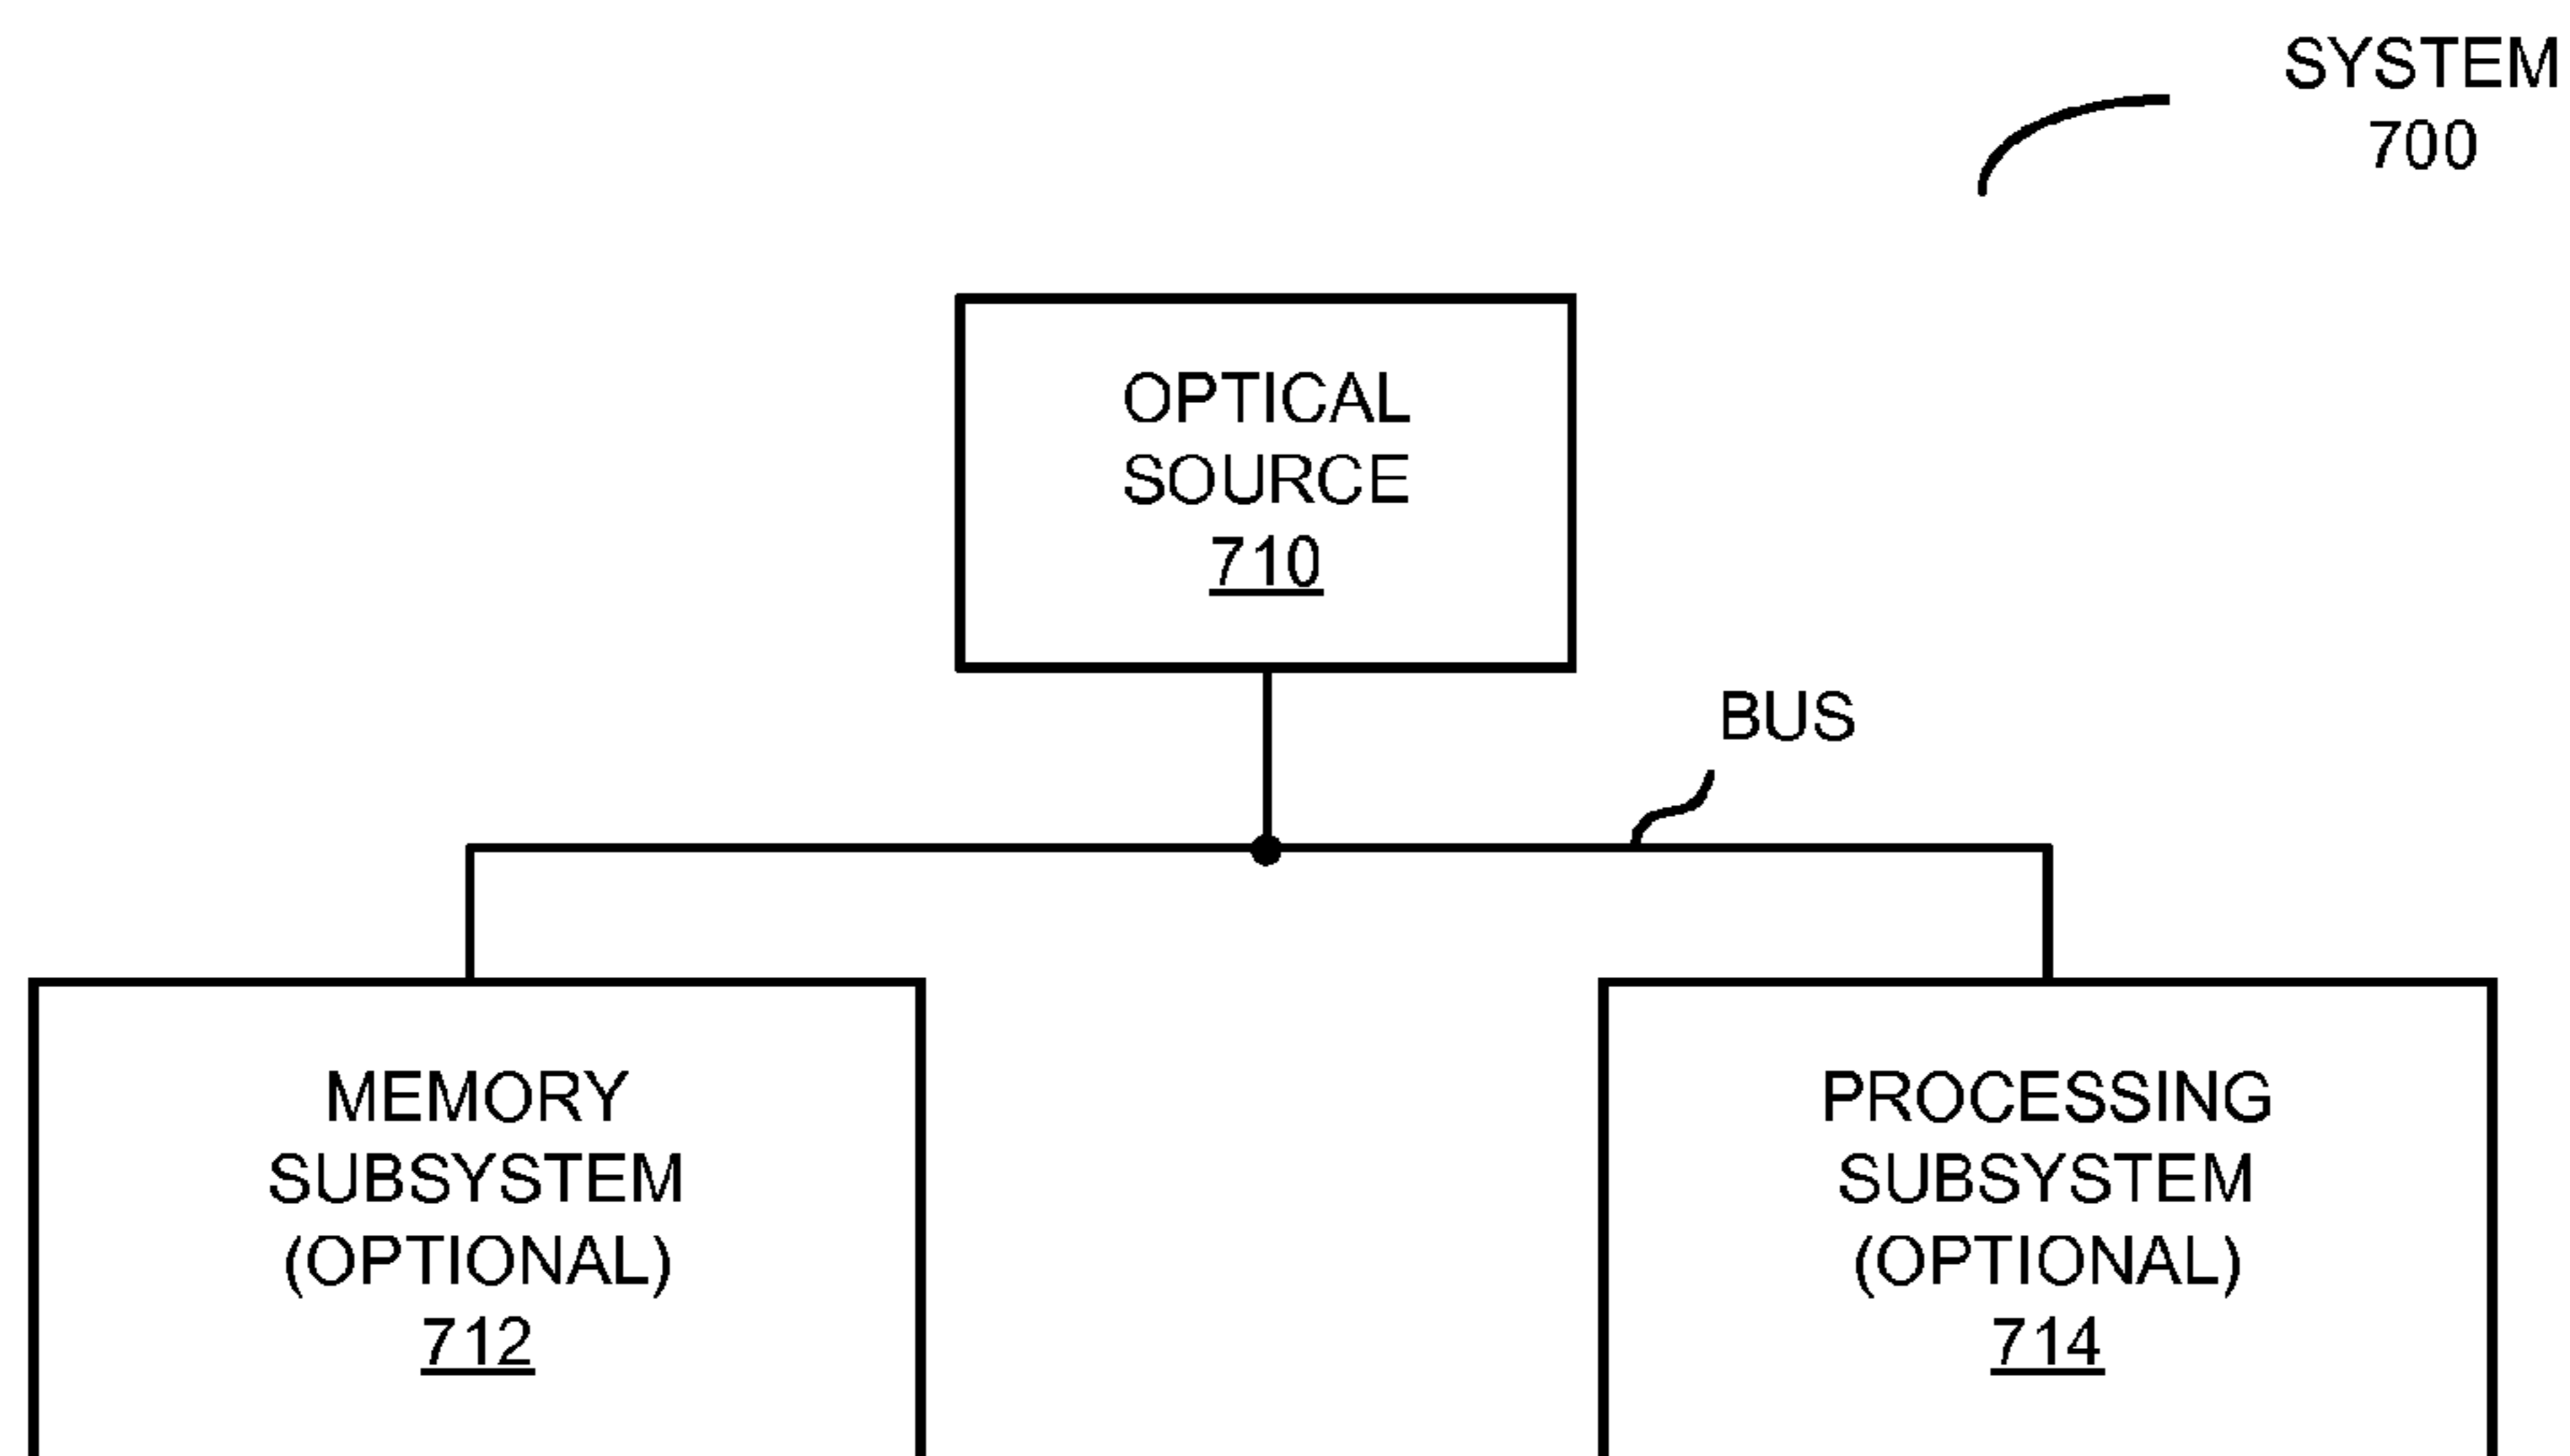 SYSTEM
700
OPTICAL
SOURCE
710
BUS
MEMORY
SUBSYSTEM
(OPTIONAL)
712
PROCESSING
SUBSYSTEM
(OPTIONAL)
714